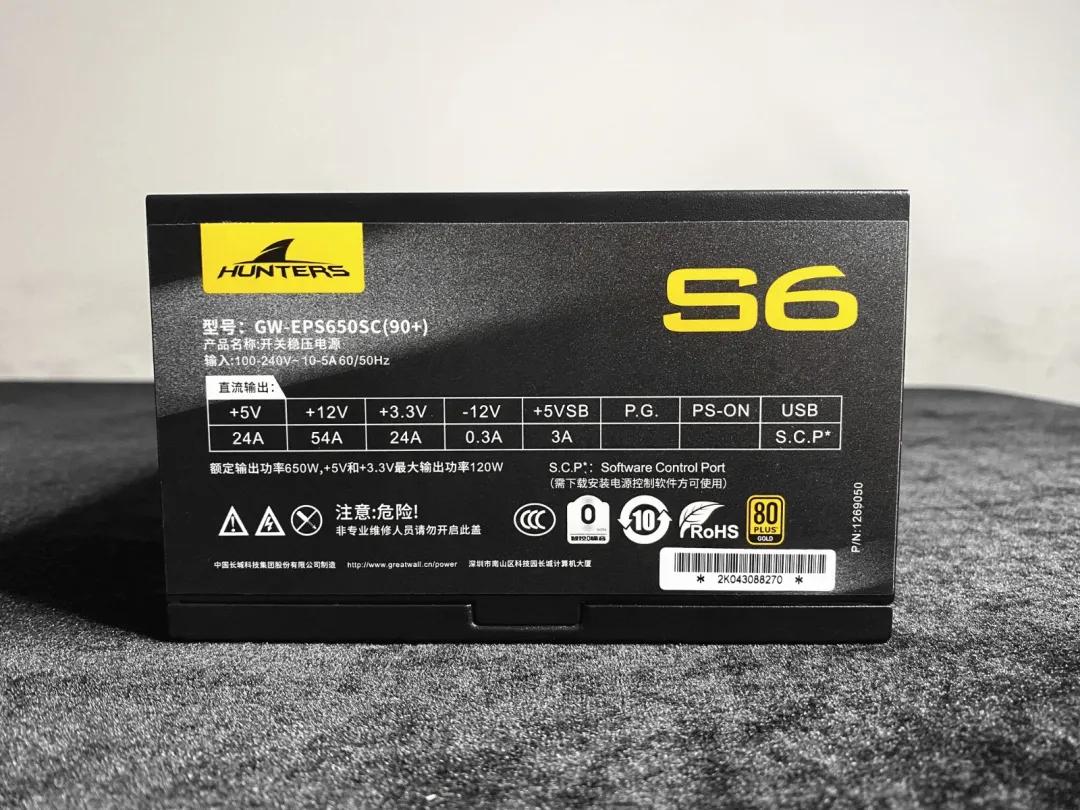 HUNTERS
S6
型号：GW-EPS650SC(90+)
产品名称:开关稳压电源
输入:100-240V~ 10-5A 60/50Hz
直流输出：
+5V +12V +3.3V -12V +5VSB P.G. PS-ON USB
24A 54A 24A 0.3A 3A S.C.P*
额定输出功率650W,+5V和+3.3V最大输出功率120W
S.C.P*： Software Control Port
（需下载安装电源控制软件方可使用）
注意:危险!
非专业维修人员请勿开启此盖
CCC
0
10
RoHS
80
PLUS
GOLD
P/N:1269050
中国长城科技集团股份有限公司制造 http://www.greatwall.cn/power 深圳市南山区科技园长城计算机大厦
* 2K043088270 *